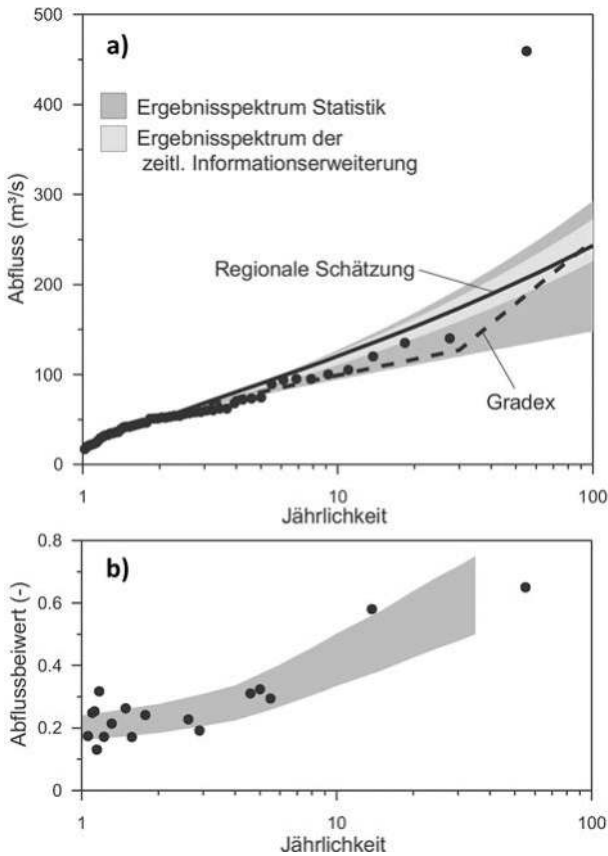 500
a)
400
Ergebnisspektrum Statistik
Ergebnisspektrum der
zeitl. Informationserweiterung
300
Abfluss (m³/s)
Regionale Schätzung
200
100
Gradex
0
1
10
100
Jährlichkeit
0.8
b)
0.6
Abflussbeiwert (-)
0.4
0.2
0
1
10
100
Jährlichkeit